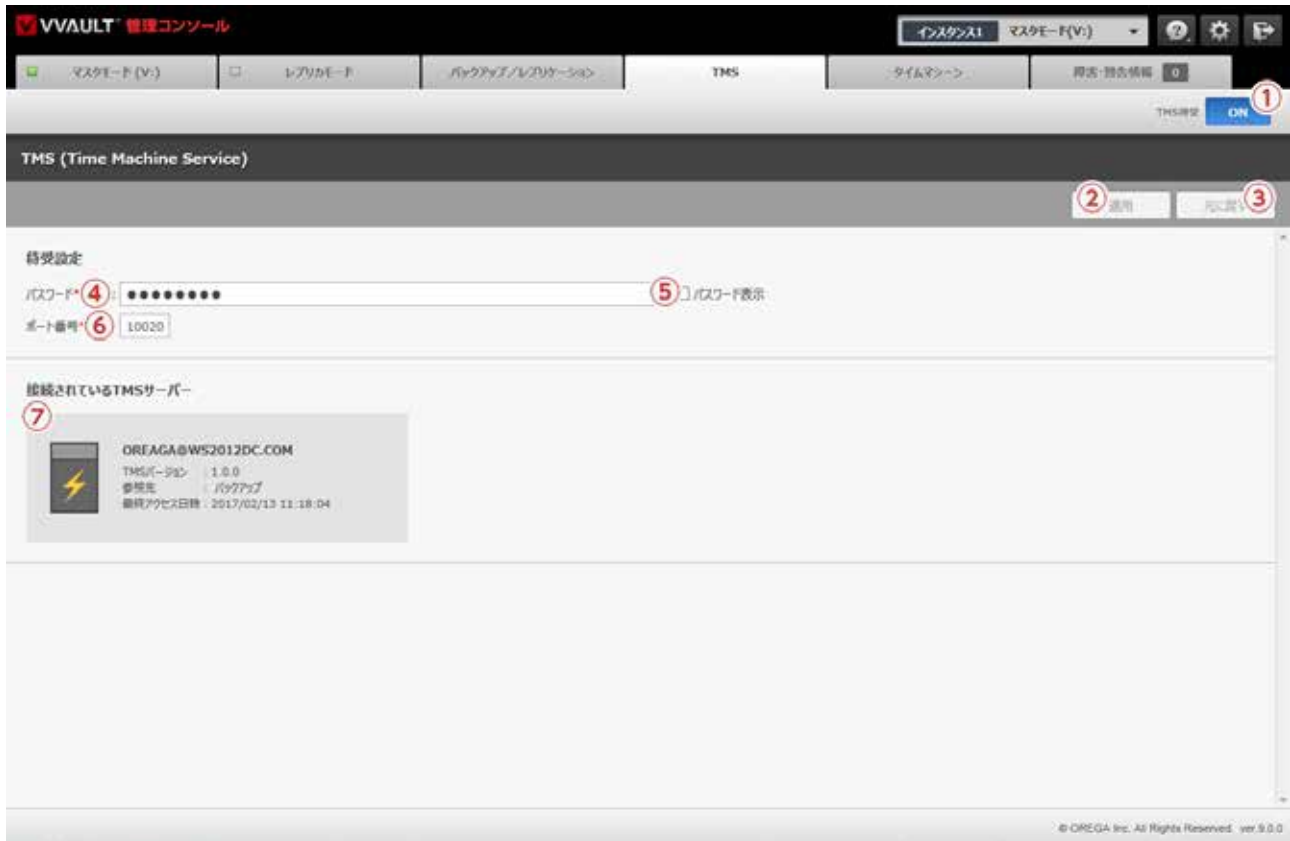 VVAULT 管理コンソール
インスタンス1 マスタモード(V:)
マスタモード (V:) レプリカモード バックアップ/レプリケーション TMS タイムマシーン 障害・報告情報 0
TMS待受 ON ①
TMS (Time Machine Service)
② 適用 ③ 元に戻す
待受設定
パスワード* ④ : ●●●●●●●● ⑤ パスワード表示
ポート番号* ⑥ 10020
接続されているTMSサーバー
⑦
OREAGA@WS2012DC.COM
TMSバージョン : 1.0.0
参照先 : バックアップ
最終アクセス日時 : 2017/02/13 11:18:04
© OREGA Inc. All Rights Reserved. ver.9.0.0